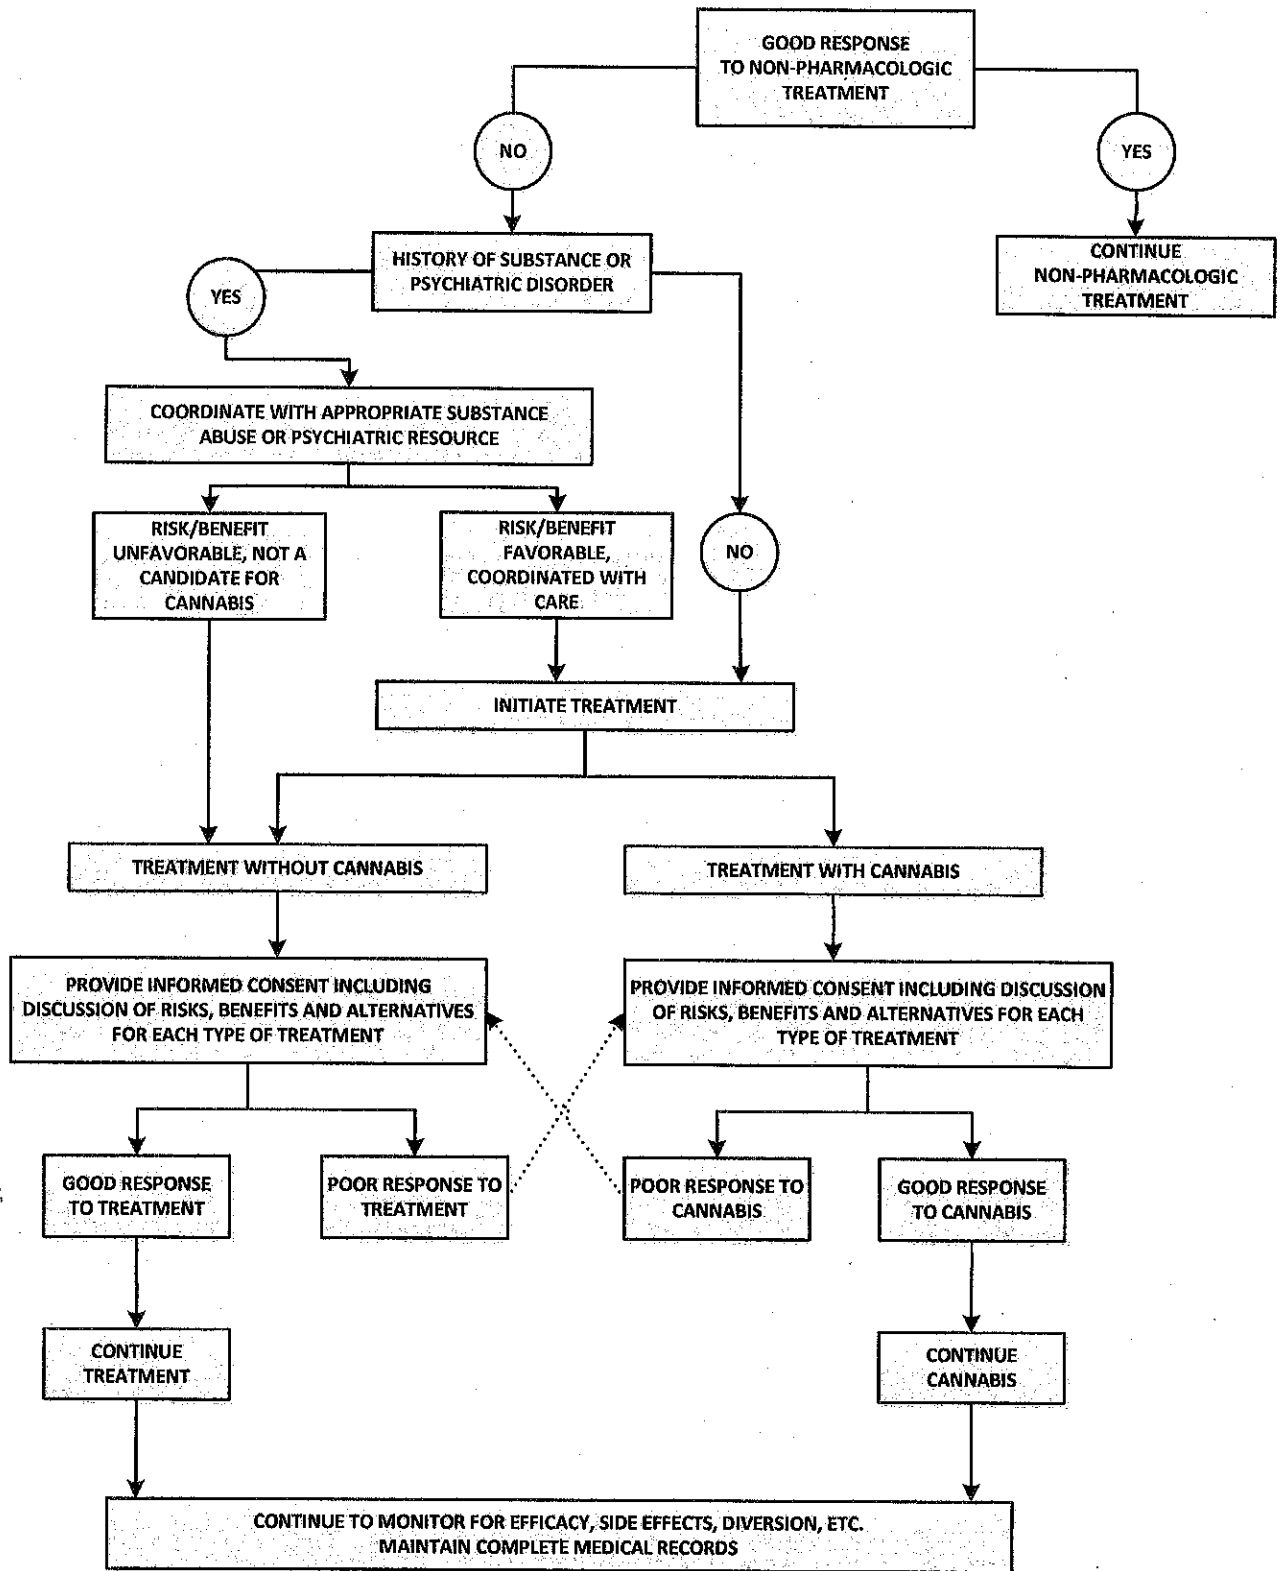 GOOD RESPONSE
TO NON-PHARMACOLOGIC
TREATMENT
NO
YES
HISTORY OF SUBSTANCE OR
PSYCHIATRIC DISORDER
CONTINUE
NON-PHARMACOLOGIC
TREATMENT
YES
COORDINATE WITH APPROPRIATE SUBSTANCE
ABUSE OR PSYCHIATRIC RESOURCE
RISK/BENEFIT
UNFAVORABLE, NOT A
CANDIDATE FOR
CANNABIS
RISK/BENEFIT
FAVORABLE,
COORDINATED WITH
CARE
NO
INITIATE TREATMENT
TREATMENT WITHOUT CANNABIS
TREATMENT WITH CANNABIS
PROVIDE INFORMED CONSENT INCLUDING
DISCUSSION OF RISKS, BENEFITS AND ALTERNATIVES
FOR EACH TYPE OF TREATMENT
PROVIDE INFORMED CONSENT INCLUDING DISCUSSION
OF RISKS, BENEFITS AND ALTERNATIVES FOR EACH
TYPE OF TREATMENT
GOOD RESPONSE
TO TREATMENT
POOR RESPONSE TO
TREATMENT
POOR RESPONSE TO
CANNABIS
GOOD RESPONSE
TO CANNABIS
CONTINUE
TREATMENT
CONTINUE
CANNABIS
CONTINUE TO MONITOR FOR EFFICACY, SIDE EFFECTS, DIVERSION, ETC.
MAINTAIN COMPLETE MEDICAL RECORDS